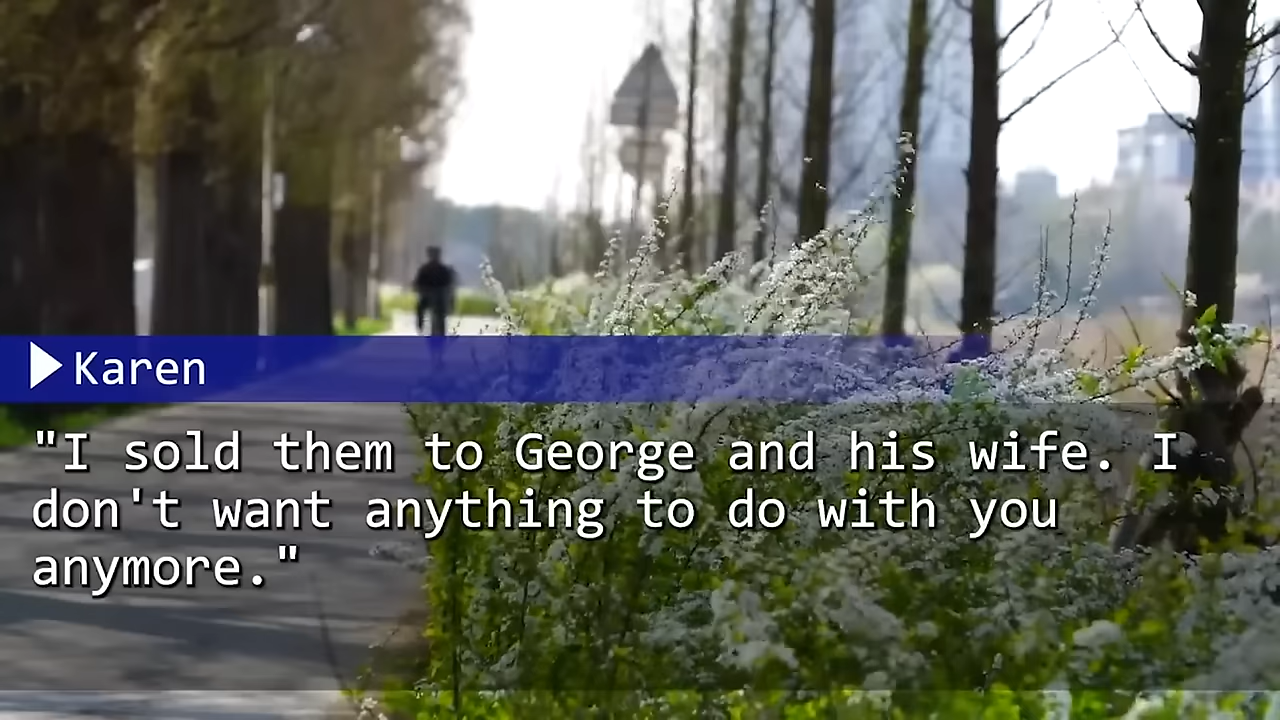 Karen
"I sold them to George and his wife. I
don't want anything to do with you
anymore."